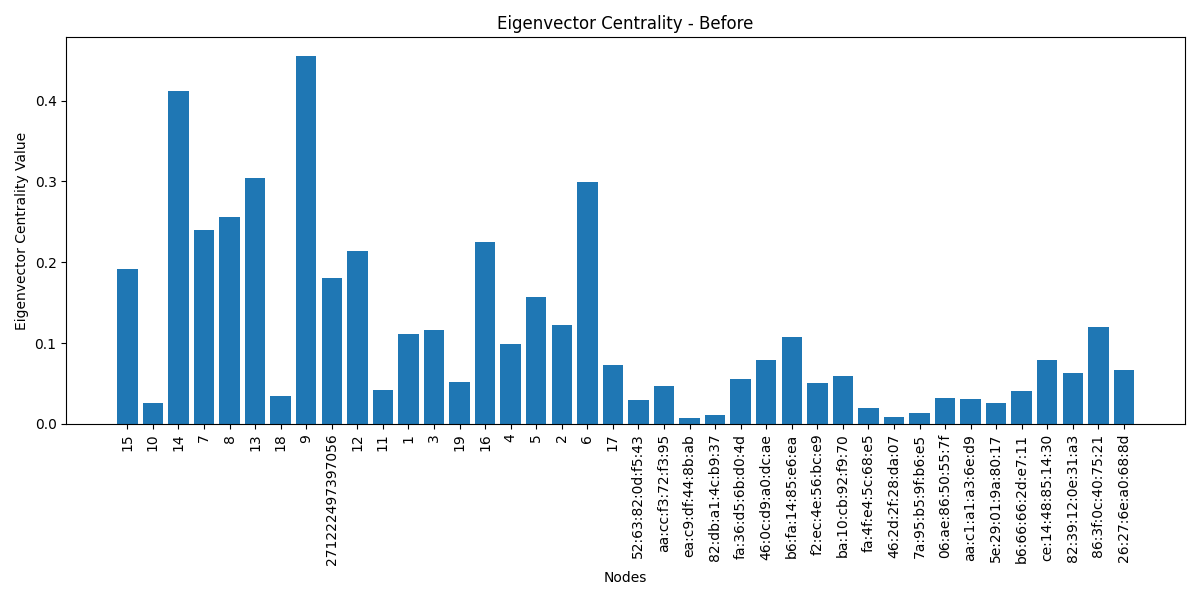 Eigenvector Centrality - Before
Eigenvector Centrality Value
0.4
0.3
0.2
0.1
0.0
15
10
14
7
8
13
18
9
271222497397056
12
11
1
3
19
16
4
5
2
6
17
52:63:82:0d:f5:43
aa:cc:f3:72:f3:95
ea:c9:df:44:8b:ab
82:db:a1:4c:b9:37
fa:36:d5:6b:d0:4d
46:0c:d9:a0:dc:ae
b6:fa:14:85:e6:ea
f2:ec:4e:56:bc:e9
ba:10:cb:92:f9:70
fa:4f:e4:5c:68:e5
46:2d:2f:28:da:07
7a:95:b5:9f:b6:e5
06:ae:86:50:55:7f
aa:c1:a1:a3:6e:d9
5e:29:01:9a:80:17
b6:66:66:2d:e7:11
ce:14:48:85:14:30
82:39:12:0e:31:a3
86:3f:0c:40:75:21
26:27:6e:a0:68:8d
Nodes